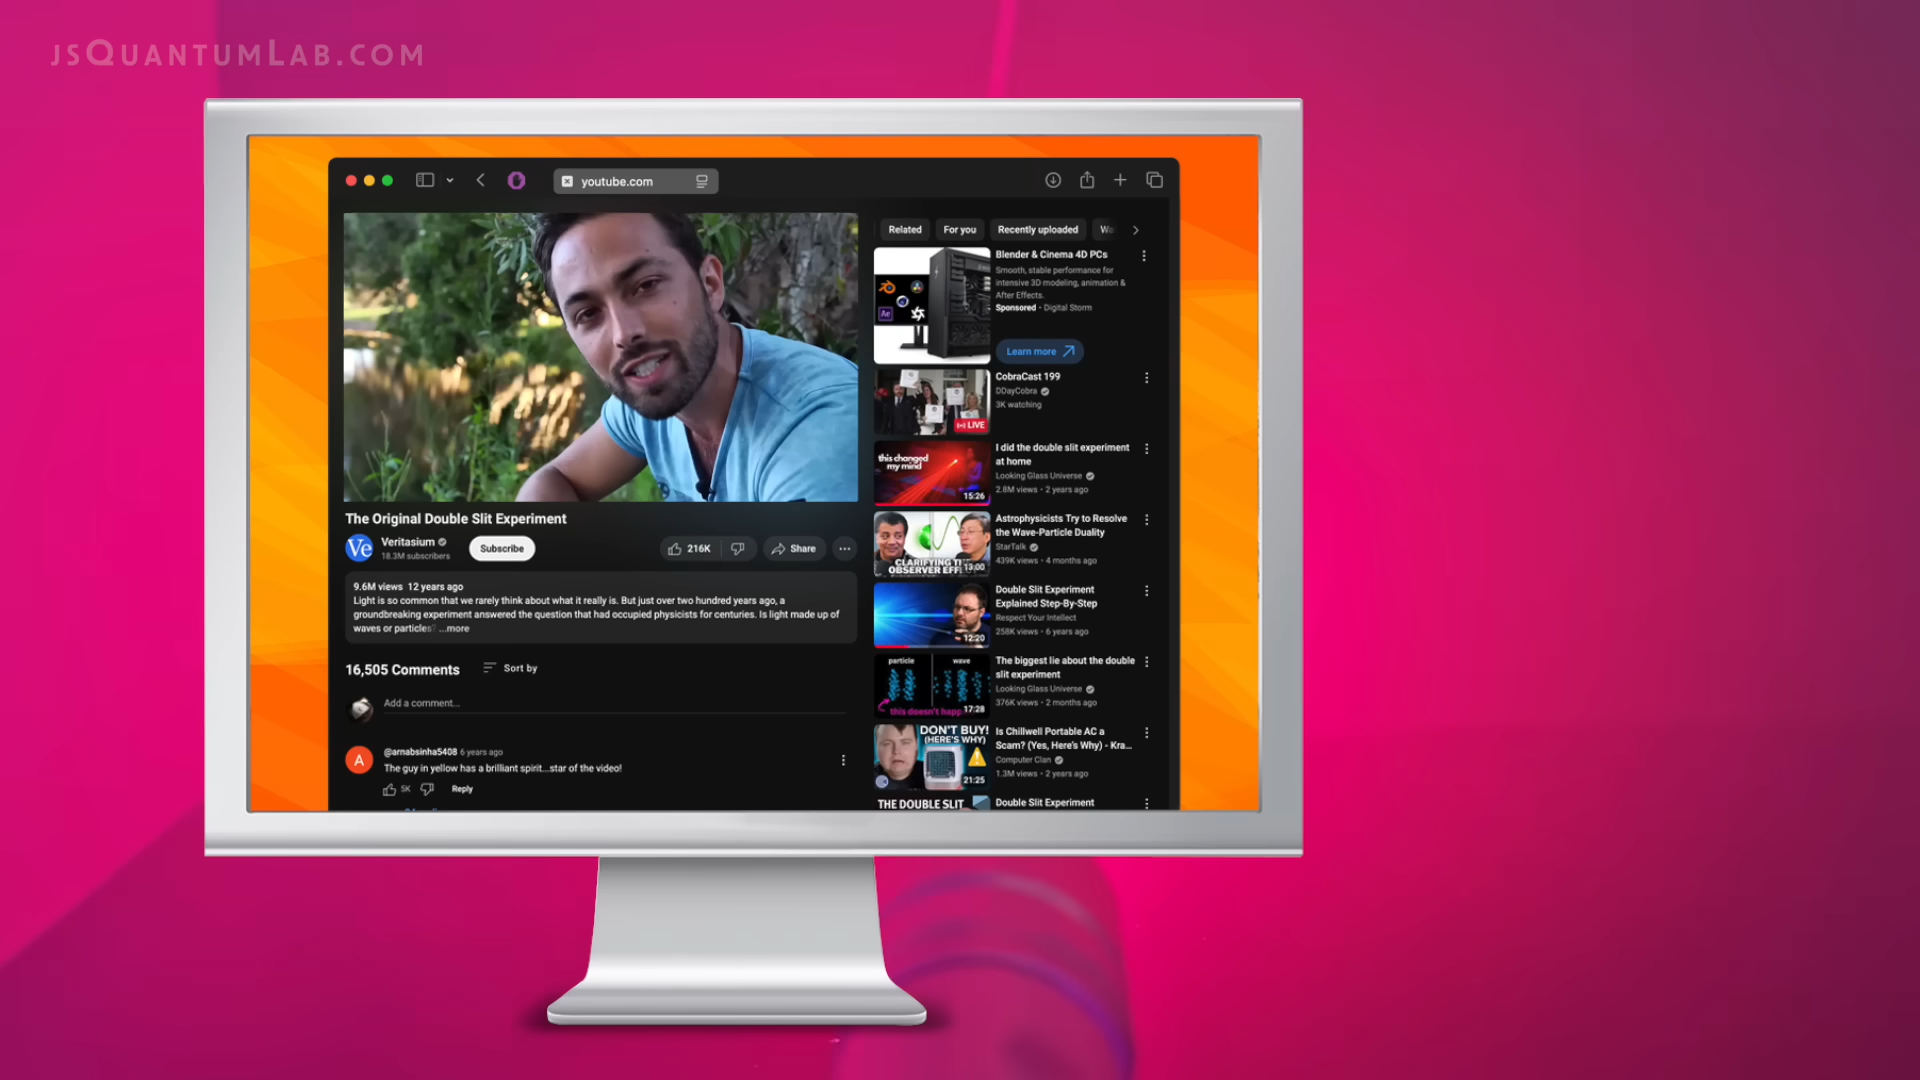 jsQuantumLab.com
youtube.com
The Original Double Slit Experiment
Ve
Veritasium
18.3M subscribers
Subscribe
216K
Share
9.6M views 12 years ago
Light is so common that we rarely think about what it really is. But just over two hundred years ago, a
groundbreaking experiment answered the question that had occupied physicists for centuries. Is light made up of
waves or particles? ...more
16,505 Comments
Sort by
Add a comment...
A
@arnabsinha5408 6 years ago
The guy in yellow has a brilliant spirit...star of the video!
5K
Reply
Related
For you
Recently uploaded
Ae
Blender & Cinema 4D PCs
Smooth, stable performance for
intensive 3D modeling, animation &
After Effects.
Sponsored · Digital Storm
Learn more
LIVE
CobraCast 199
DDayCobra
3K watching
this changed
my mind
15:26
I did the double slit experiment
at home
Looking Glass Universe
2.8M views · 2 years ago
CLARIFYING
OBSERVER EFF
13:00
Astrophysicists Try to Resolve
the Wave-Particle Duality
StarTalk
439K views · 4 months ago
12:20
Double Slit Experiment
Explained Step-By-Step
Respect Your Intellect
258K views · 6 years ago
particle
wave
this doesn't happ
17:28
The biggest lie about the double
slit experiment
Looking Glass Universe
376K views · 2 months ago
DON'T BUY!
(HERE'S WHY)
21:25
Is Chillwell Portable AC a
Scam? (Yes, Here's Why) - Kra...
Computer Clan
1.3M views · 2 years ago
THE DOUBLE SLIT
Double Slit Experiment